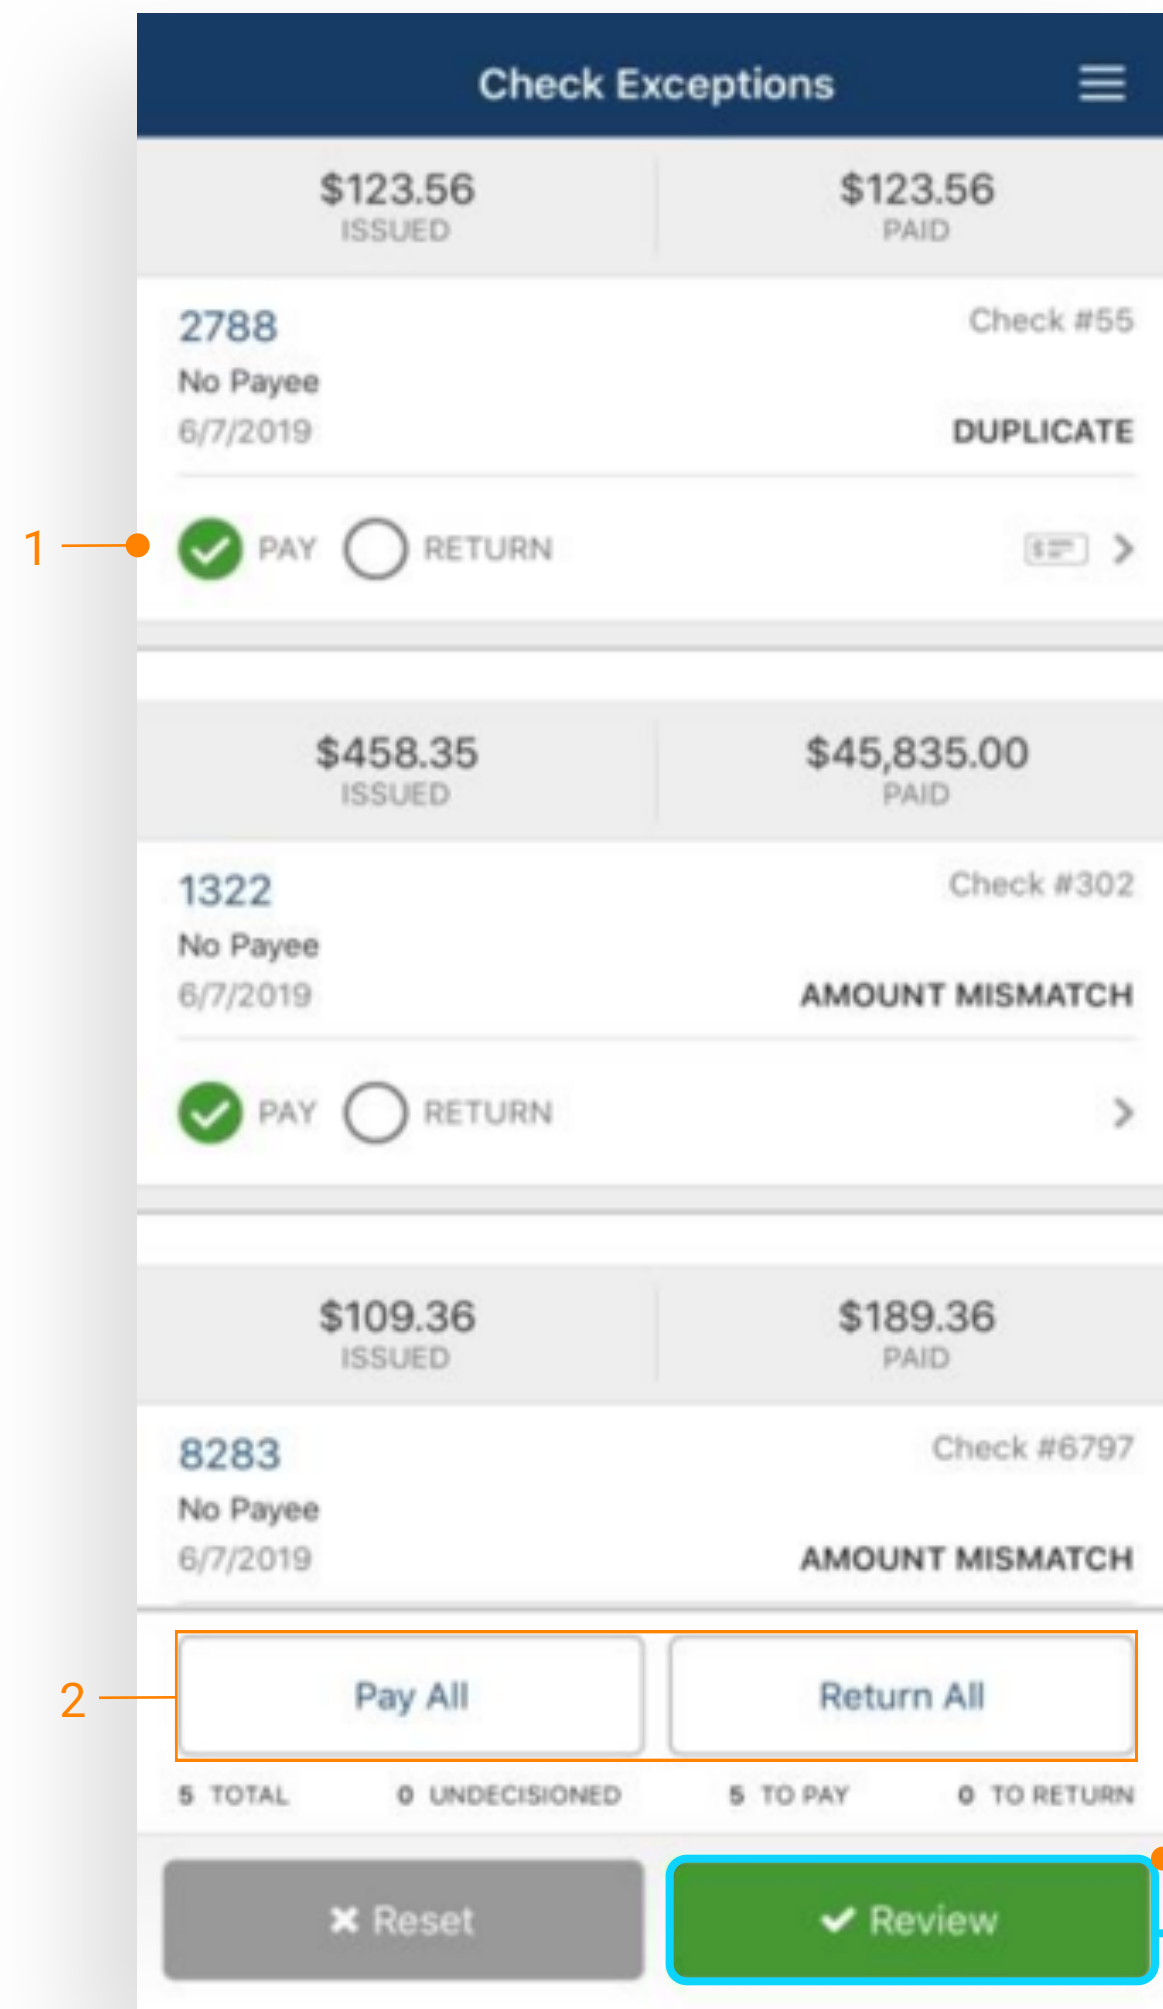 Check Exceptions
$123.56 $123.56
ISSUED PAID
2788 Check #55
No Payee
6/7/2019 DUPLICATE
1 PAY RETURN
$458.35 $45,835.00
ISSUED PAID
1322 Check #302
No Payee
6/7/2019 AMOUNT MISMATCH
PAY RETURN
$109.36 $189.36
ISSUED PAID
8283 Check #6797
No Payee
6/7/2019 AMOUNT MISMATCH
2 Pay All Return All
5 TOTAL 0 UNDECISIONED 5 TO PAY 0 TO RETURN
Reset Review